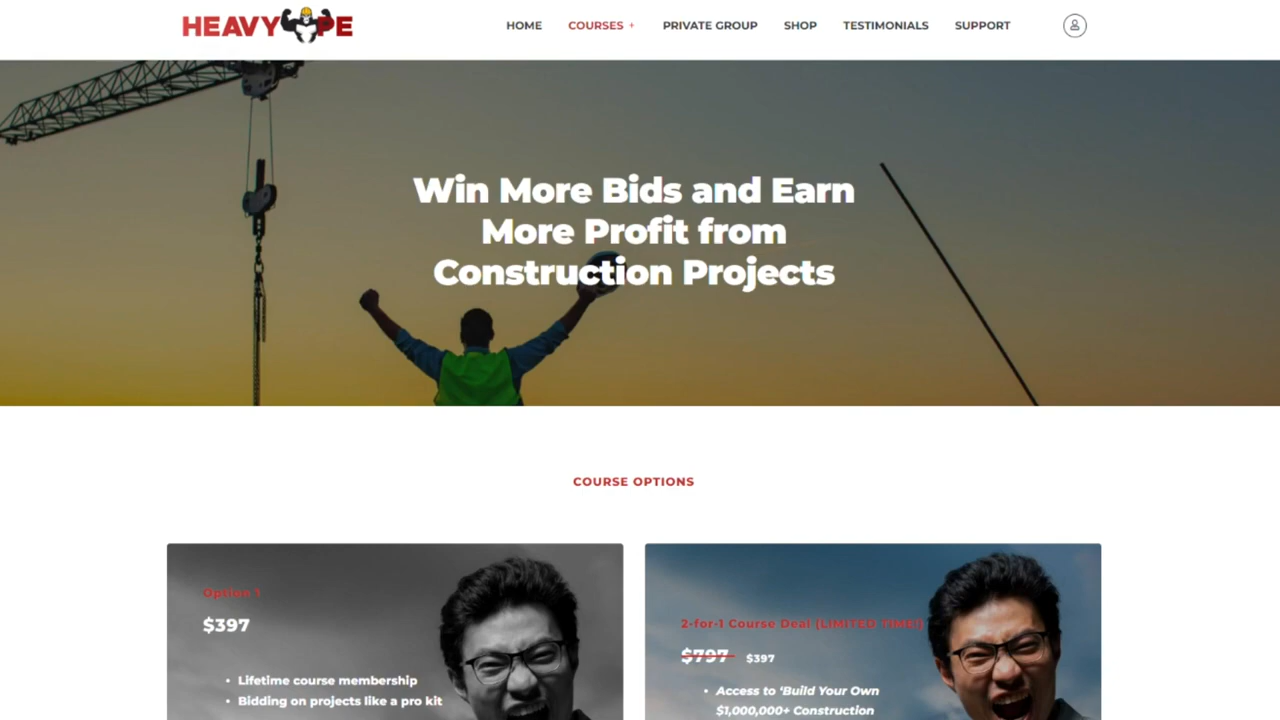 HEAVY PE
HOME
COURSES +
PRIVATE GROUP
SHOP
TESTIMONIALS
SUPPORT
Win More Bids and Earn
More Profit from
Construction Projects
COURSE OPTIONS
Option 1
$397
• Lifetime course membership
• Bidding on projects like a pro kit
2-for-1 Course Deal (LIMITED TIME!)
$797 $397
• Access to ‘Build Your Own
$1,000,000+ Construction